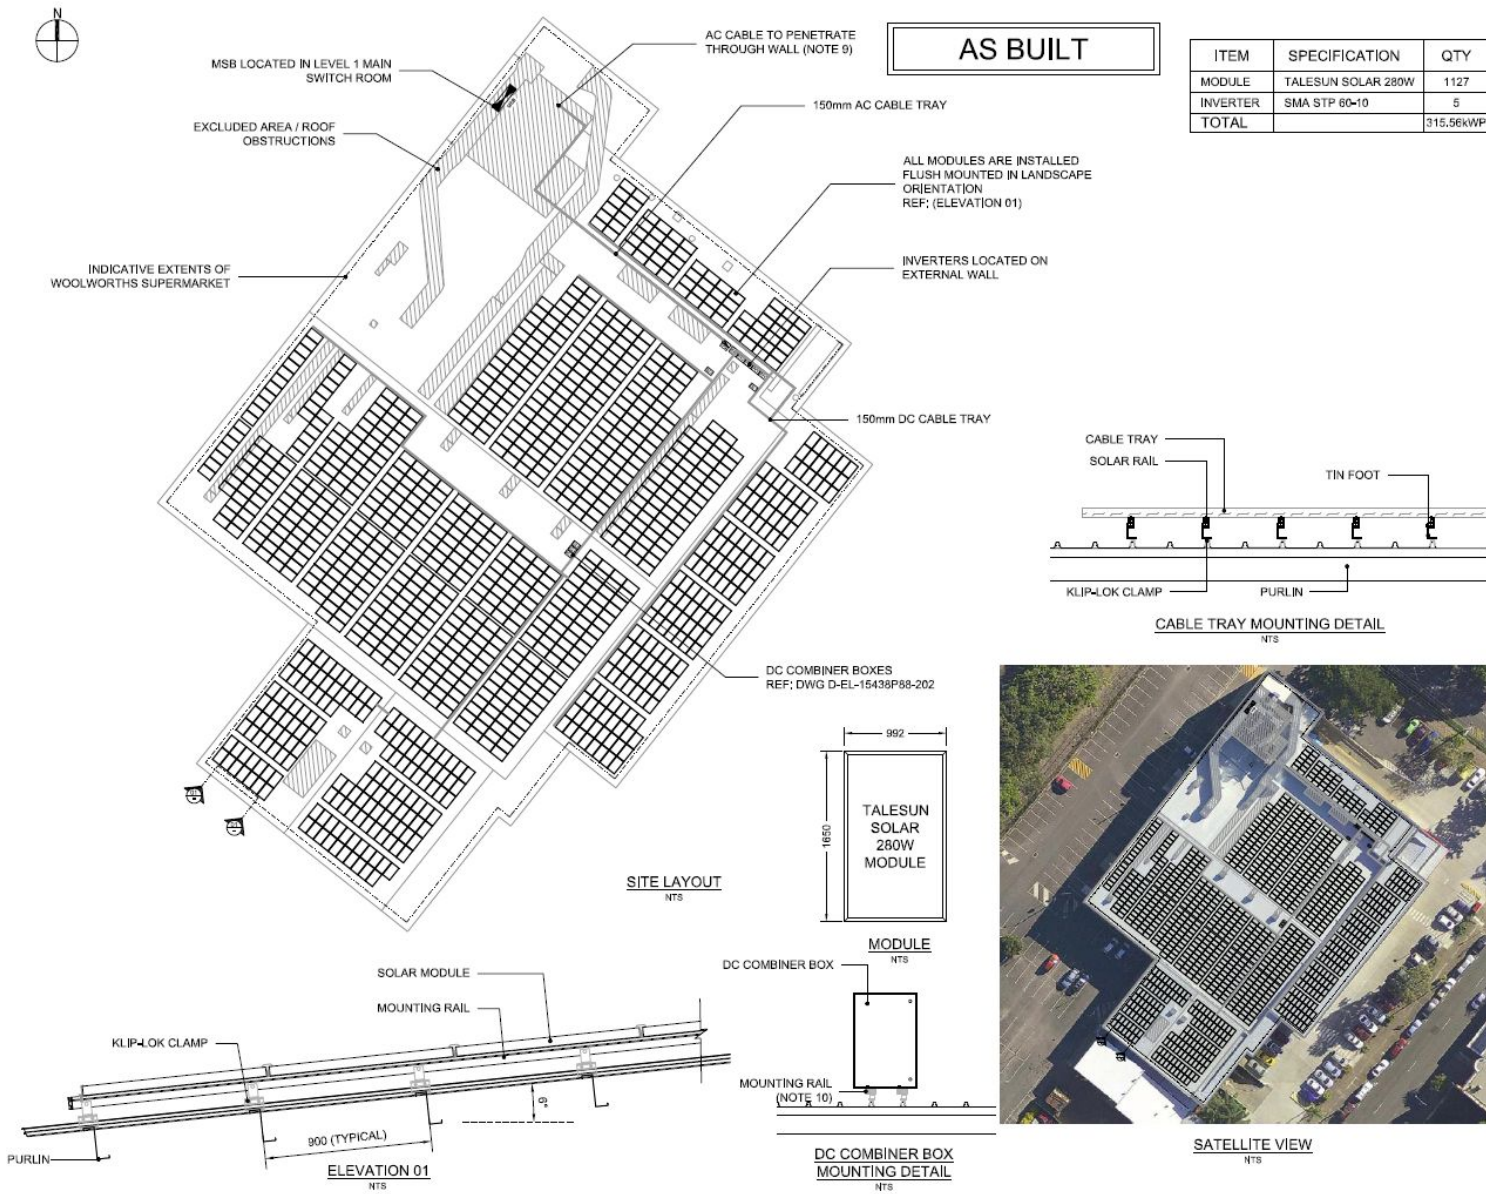 N
AC CABLE TO PENETRATE
THROUGH WALL (NOTE 9)
MSB LOCATED IN LEVEL 1 MAIN
SWITCH ROOM
EXCLUDED AREA / ROOF
OBSTRUCTIONS
INDICATIVE EXTENTS OF
WOOLWORTHS SUPERMARKET
150mm AC CABLE TRAY
ALL MODULES ARE INSTALLED
FLUSH MOUNTED IN LANDSCAPE
ORIENTATION
REF: (ELEVATION 01)
INVERTERS LOCATED ON
EXTERNAL WALL
150mm DC CABLE TRAY
DC COMBINER BOXES
REF: DWG D-EL-15438P88-202
SITE LAYOUT
NTS
AS BUILT
ITEM SPECIFICATION QTY
MODULE TALESUN SOLAR 280W 1127
INVERTER SMA STP 60-10 5
TOTAL 315.56kWP
CABLE TRAY
SOLAR RAIL
TIN FOOT
KLIP-LOK CLAMP
PURLIN
CABLE TRAY MOUNTING DETAIL
NTS
992
1650
TALESUN
SOLAR
280W
MODULE
MODULE
NTS
SOLAR MODULE
MOUNTING RAIL
KLIP-LOK CLAMP
6°
900 (TYPICAL)
PURLIN
ELEVATION 01
NTS
DC COMBINER BOX
MOUNTING RAIL
(NOTE 10)
DC COMBINER BOX
MOUNTING DETAIL
NTS
SATELLITE VIEW
NTS